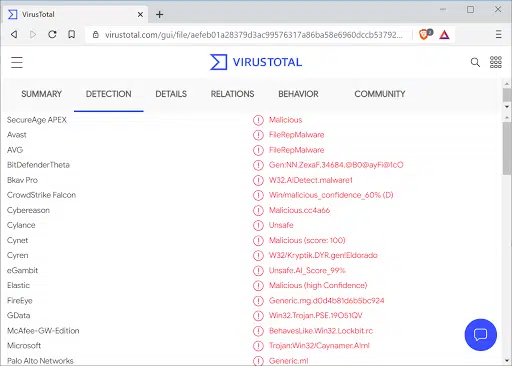 VirusTotal
virustotal.com/gui/file/aefeb01a28379d3ac99576317a86ba58e6960dccb53792...
2
VIRUSTOTAL
SUMMARY DETECTION DETAILS RELATIONS BEHAVIOR COMMUNITY
SecureAge APEX Malicious
Avast FileRepMalware
AVG FileRepMalware
BitDefenderTheta Gen:NN.ZexaF.34684.@B0@ayFi@1cO
Bkav Pro W32.AIDetect.malware1
CrowdStrike Falcon Win/malicious_confidence_60% (D)
Cybereason Malicious.cc4a66
Cylance Unsafe
Cynet Malicious (score: 100)
Cyren W32/Kryptik.DYR.gen!Eldorado
eGambit Unsafe.AI_Score_99%
Elastic Malicious (high Confidence)
FireEye Generic.mg.d0d4b81d6b5bc924
GData Win32.Trojan.PSE.19O51QV
McAfee-GW-Edition BehavesLike.Win32.Lockbit.rc
Microsoft Trojan:Win32/Caynamer.A!ml
Palo Alto Networks Generic.ml